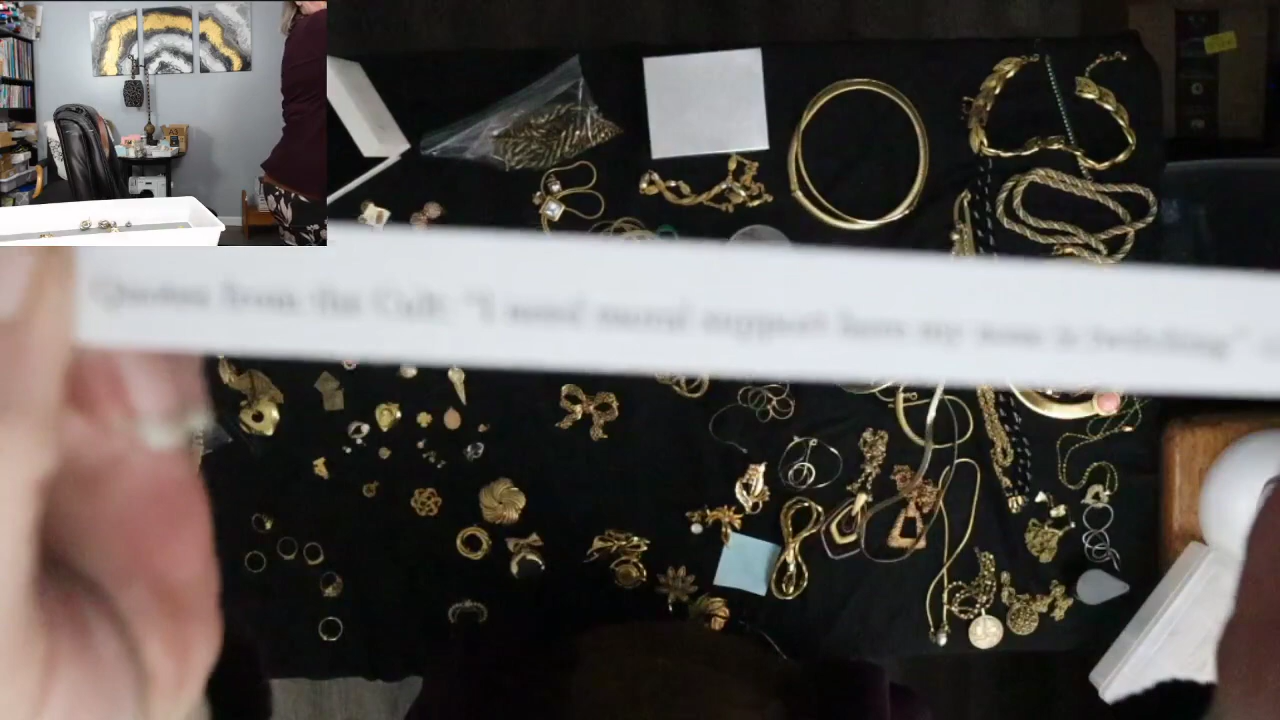 Quotes from the Cult: "I need moral support here my nose is twitching"